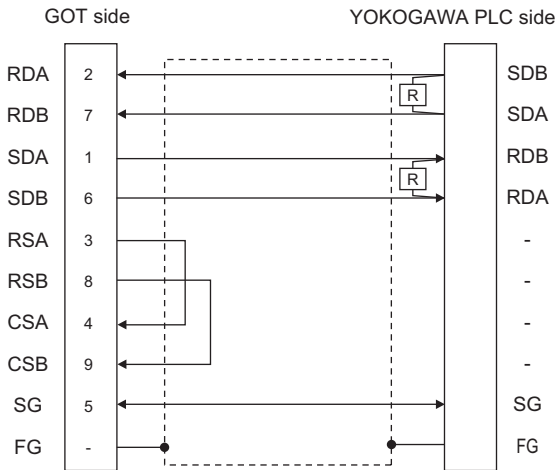 GOT side YOKOGAWA PLC side
RDA 2 SDB
R
RDB 7 SDA
SDA 1 RDB
R
SDB 6 RDA
RSA 3 -
RSB 8 -
CSA 4 -
CSB 9 -
SG 5 SG
FG - FG